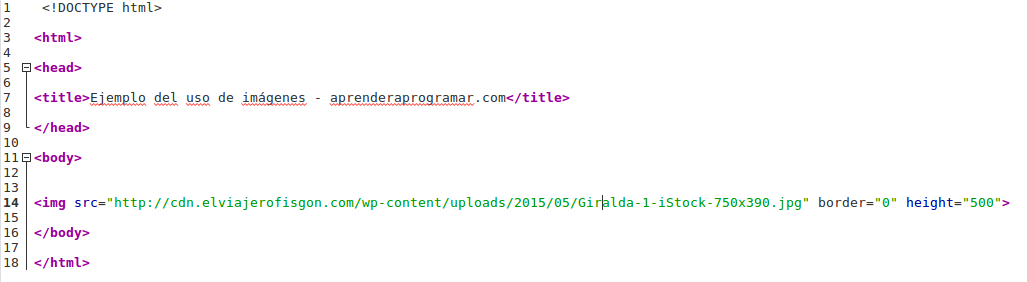 1 <!DOCTYPE html>
2
3 <html>
4
5 <head>
6
7 <title>Ejemplo del uso de imágenes - aprenderaprogramar.com</title>
8
9 </head>
10
11 <body>
12
13
14 <img src="http://cdn.elviajerofisgon.com/wp-content/uploads/2015/05/Giralda-1-iStock-750x390.jpg" border="0" height="500">
15
16 </body>
17
18 </html>